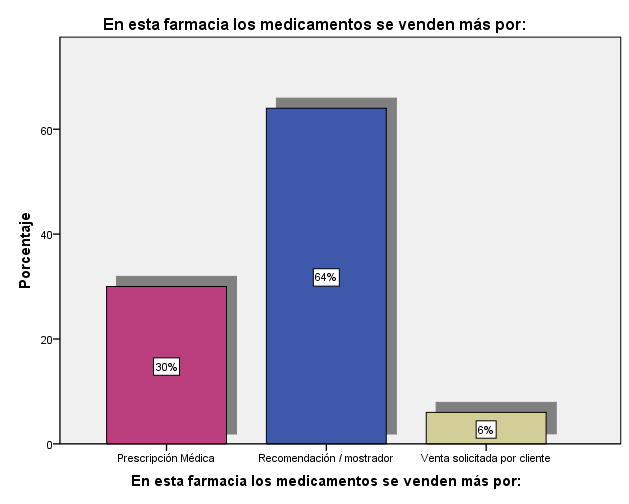 En esta farmacia los medicamentos se venden más por:
Porcentaje
60
40
20
0
30%
64%
6%
Prescripción Médica
Recomendación / mostrador
Venta solicitada por cliente
En esta farmacia los medicamentos se venden más por: